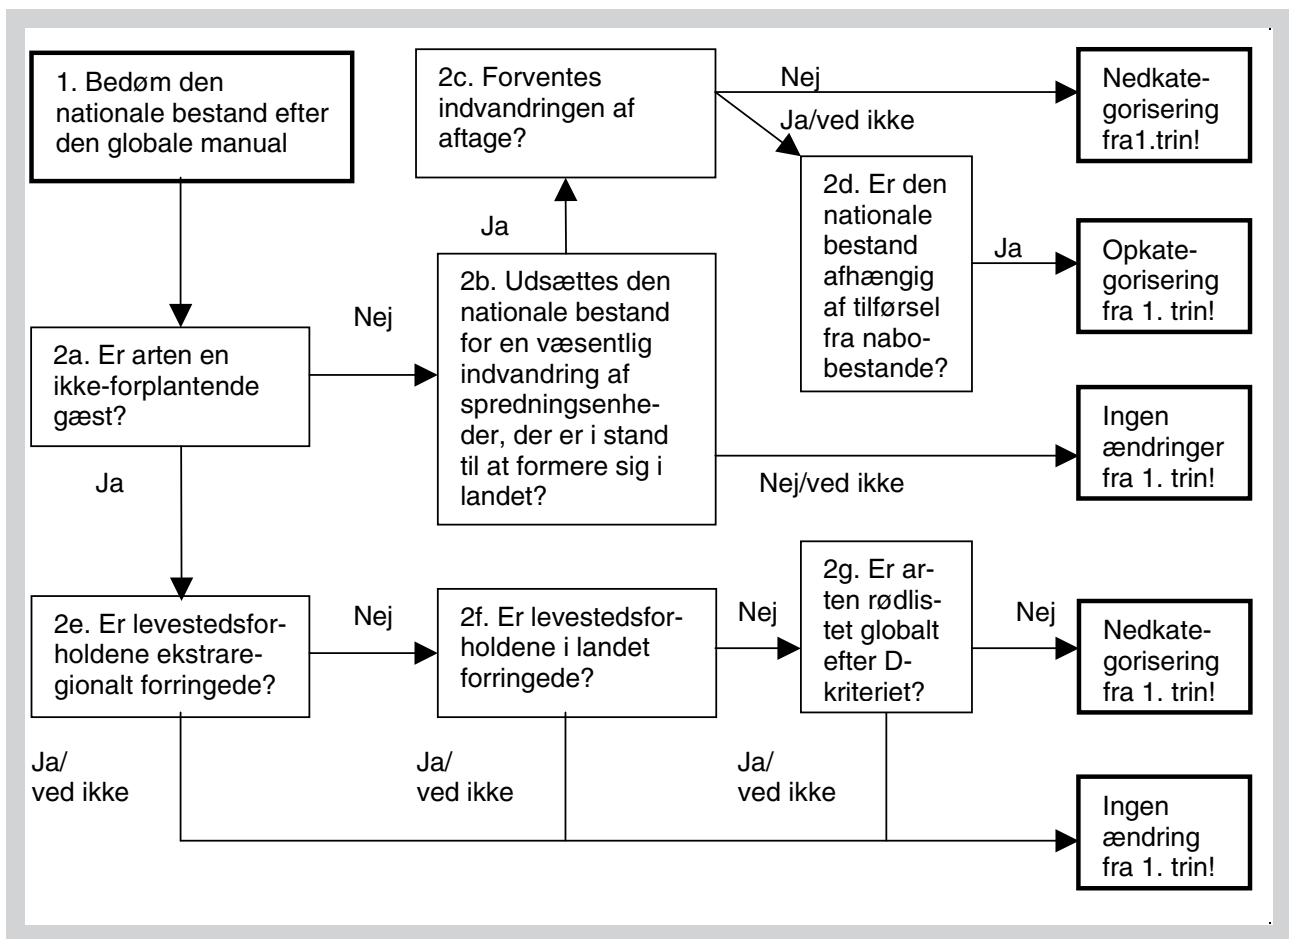 1. Bedøm den
nationale bestand efter
den globale manual
2c. Forventes
indvandringen af
aftage?
Nej
Ja/ved ikke
Nedkate-
gorisering
fra1.trin!
2d. Er den
nationale
bestand
afhængig
af tilførsel
fra nabo-
bestande?
Ja
Opkate-
gorisering
fra 1. trin!
Ja
2b. Udsættes den
nationale bestand
for en væsentlig
indvandring af
spredningsenhe-
der, der er i stand
til at formere sig i
landet?
Nej
2a. Er arten en
ikke-forplantende
gæst?
Nej/ved ikke
Ingen
ændringer
fra 1. trin!
Ja
2e. Er levestedsfor-
holdene ekstrare-
gionalt forringede?
Nej
2f. Er levestedsfor-
holdene i landet
forringede?
Nej
2g. Er ar-
ten rødlis-
tet globalt
efter D-
kriteriet?
Nej
Nedkate-
gorisering
fra 1. trin!
Ja/
ved ikke
Ja/
ved ikke
Ja/
ved ikke
Ingen
ændring
fra 1. trin!